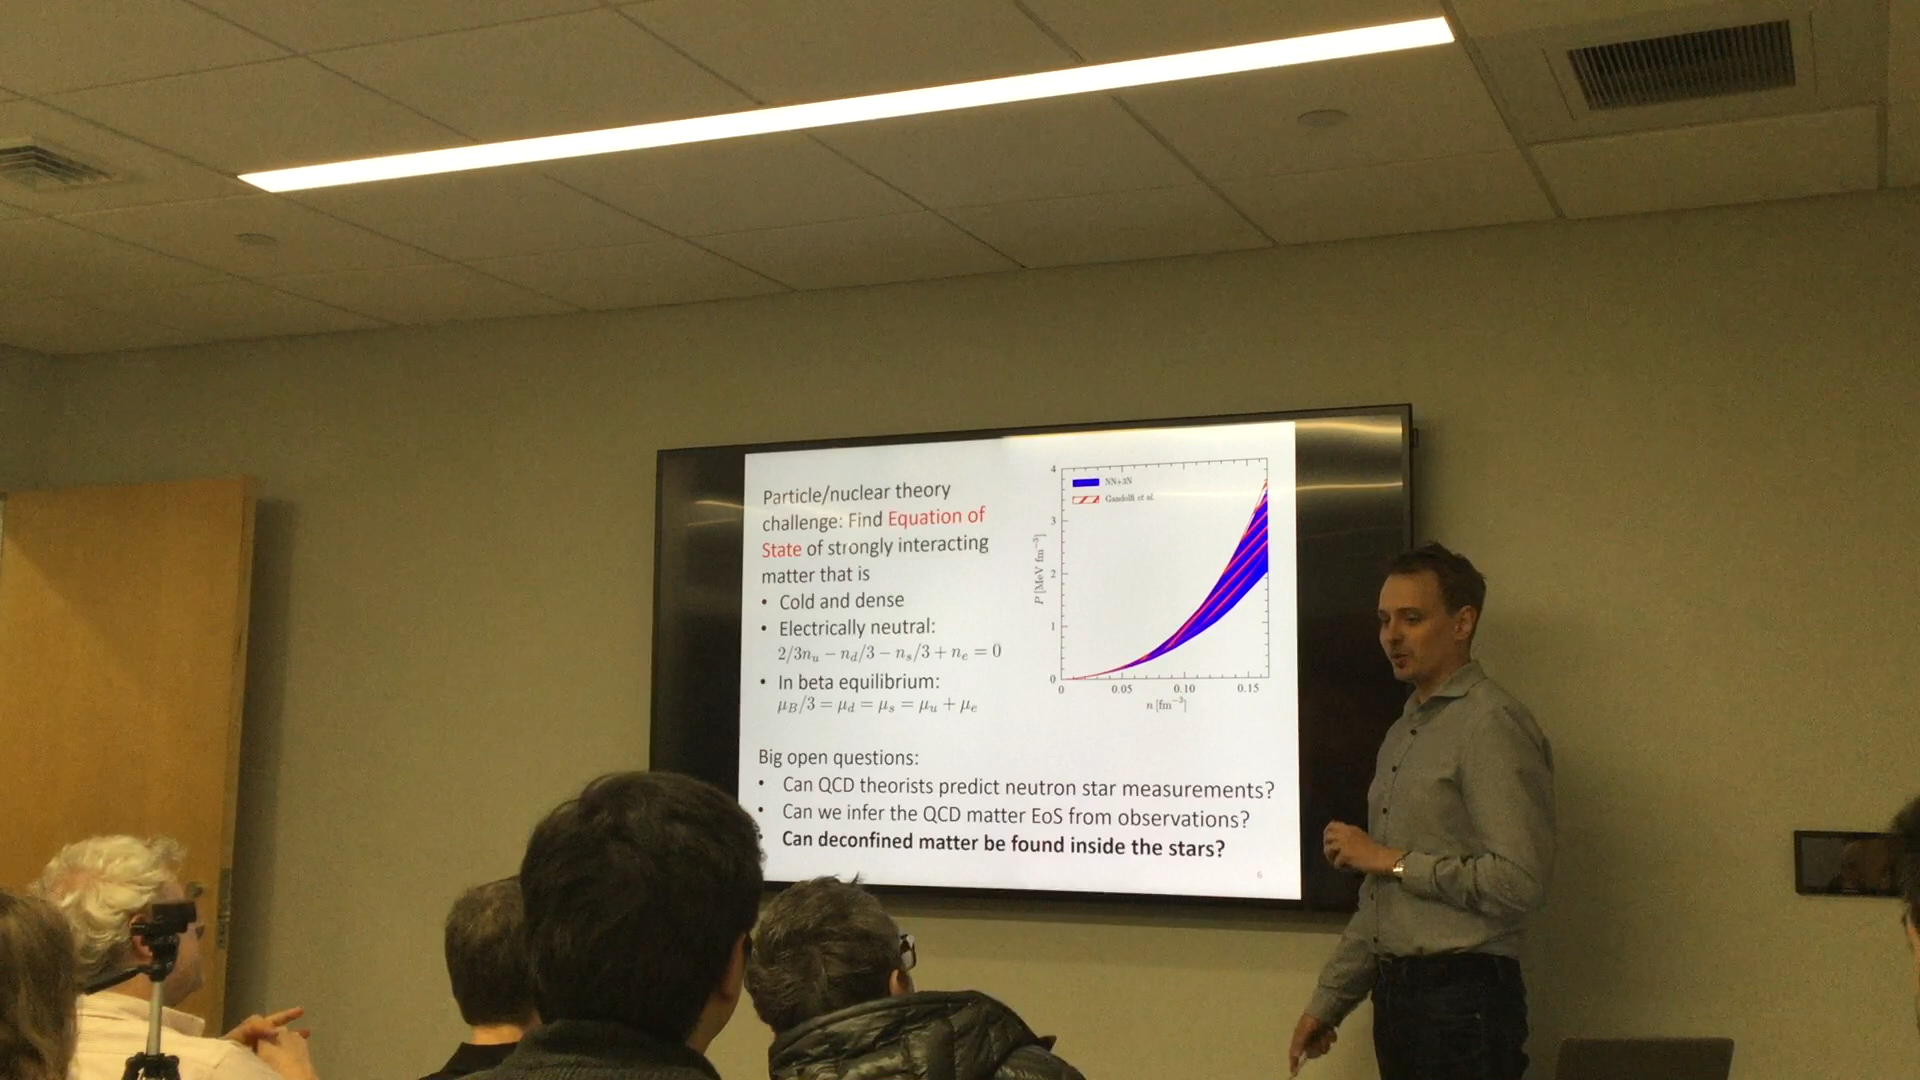 Particle/nuclear theory
challenge: Find Equation of
State of strongly interacting
matter that is
• Cold and dense
• Electrically neutral:
2/3n_u − n_d/3 − n_s/3 + n_e = 0
• In beta equilibrium:
μ_B/3 = μ_d = μ_s = μ_u + μ_e
4
3
2
1
0
P [MeV fm⁻³]
NN+3N
Gandolfi et al.
0 0.05 0.10 0.15
n [fm⁻³]
Big open questions:
• Can QCD theorists predict neutron star measurements?
• Can we infer the QCD matter EoS from observations?
• Can deconfined matter be found inside the stars?
6